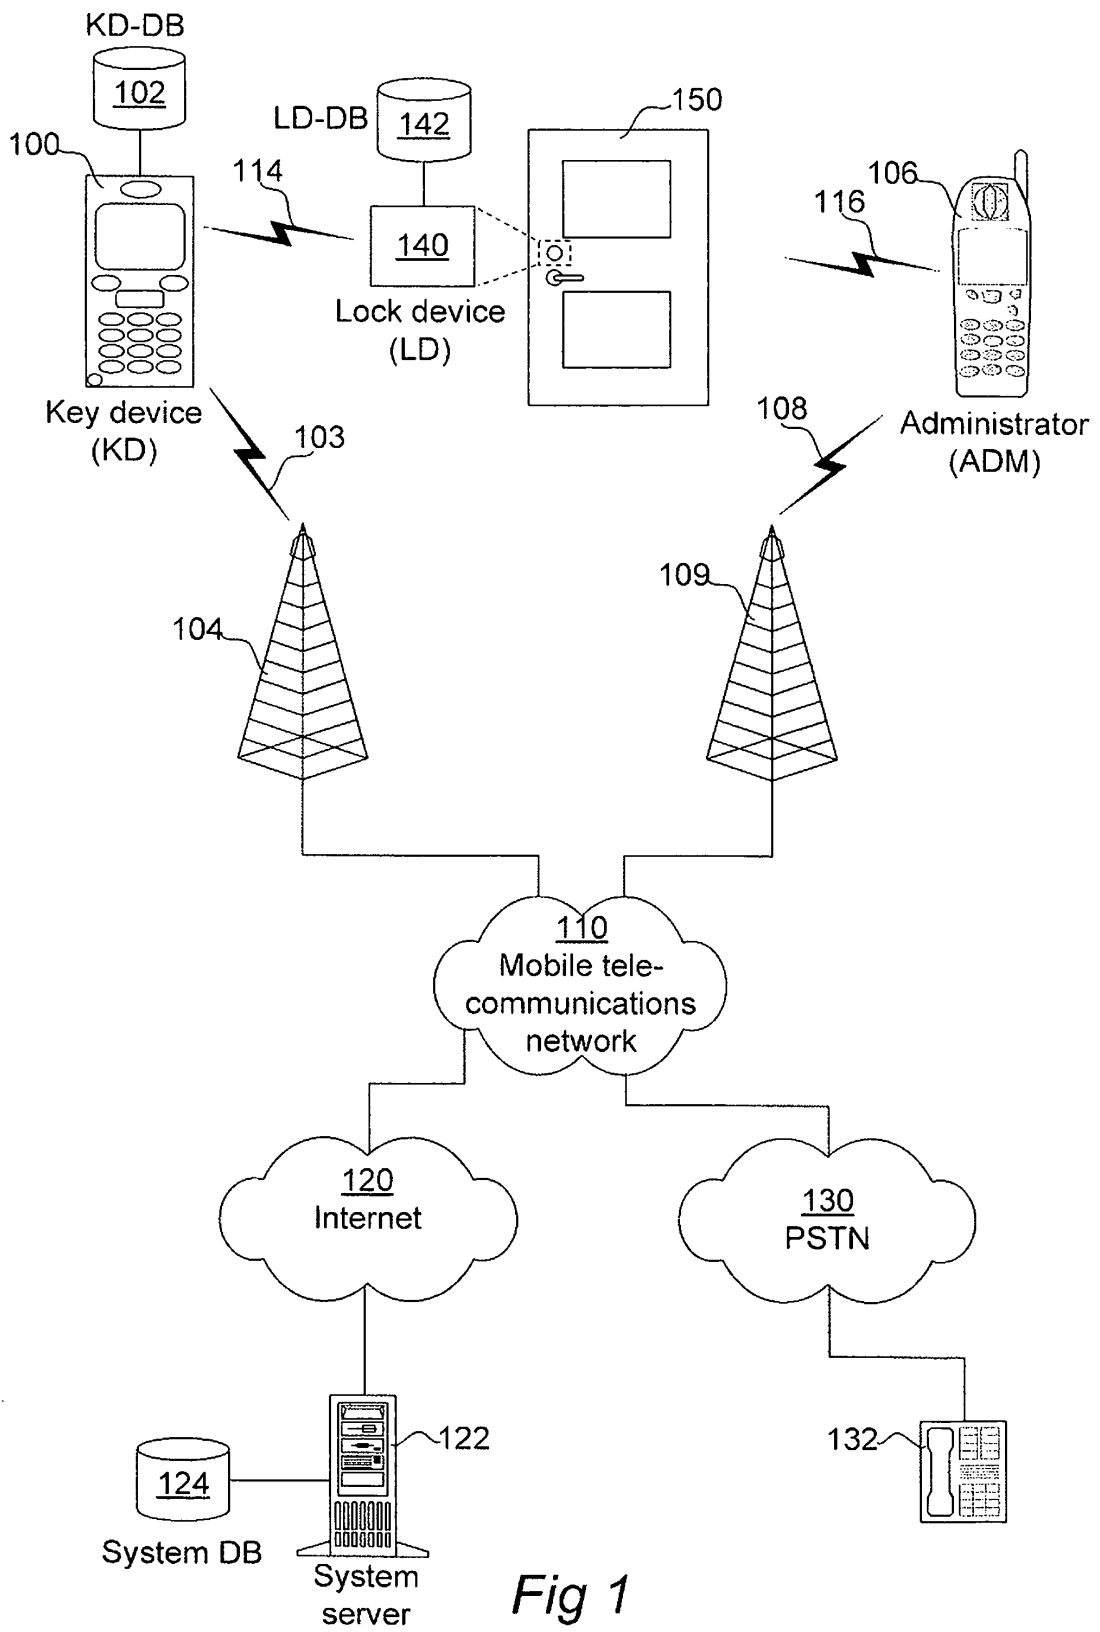 KD-DB
102
100
114
LD-DB
142
140
Lock device
(LD)
150
106
116
Key device
(KD)
103
108
Administrator
(ADM)
104
109
110
Mobile tele-
communications
network
120
Internet
130
PSTN
122
124
System DB
System
server
132
Fig 1